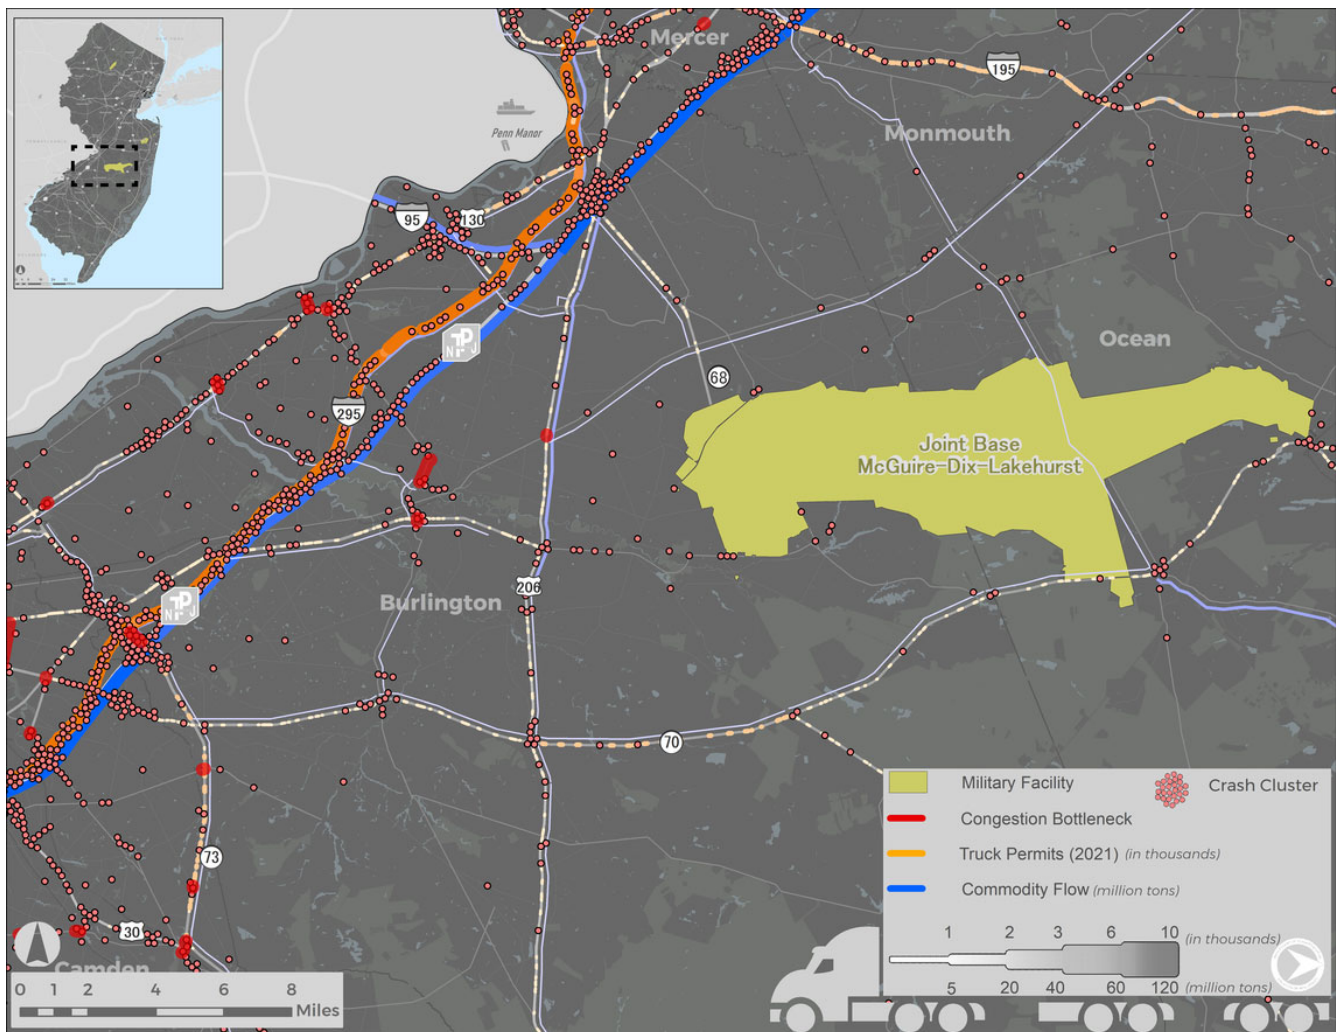 Mercer
195
Penn Manor
Monmouth
95
130
Ocean
N TP J
68
295
Joint Base
McGuire-Dix-Lakehurst
206
N TP J
Burlington
70
73
30
Camden
0 1 2 4 6 8
Miles
Military Facility
Crash Cluster
Congestion Bottleneck
Truck Permits (2021) (in thousands)
Commodity Flow (million tons)
1 2 3 6 10 (in thousands)
5 20 40 60 120 (million tons)